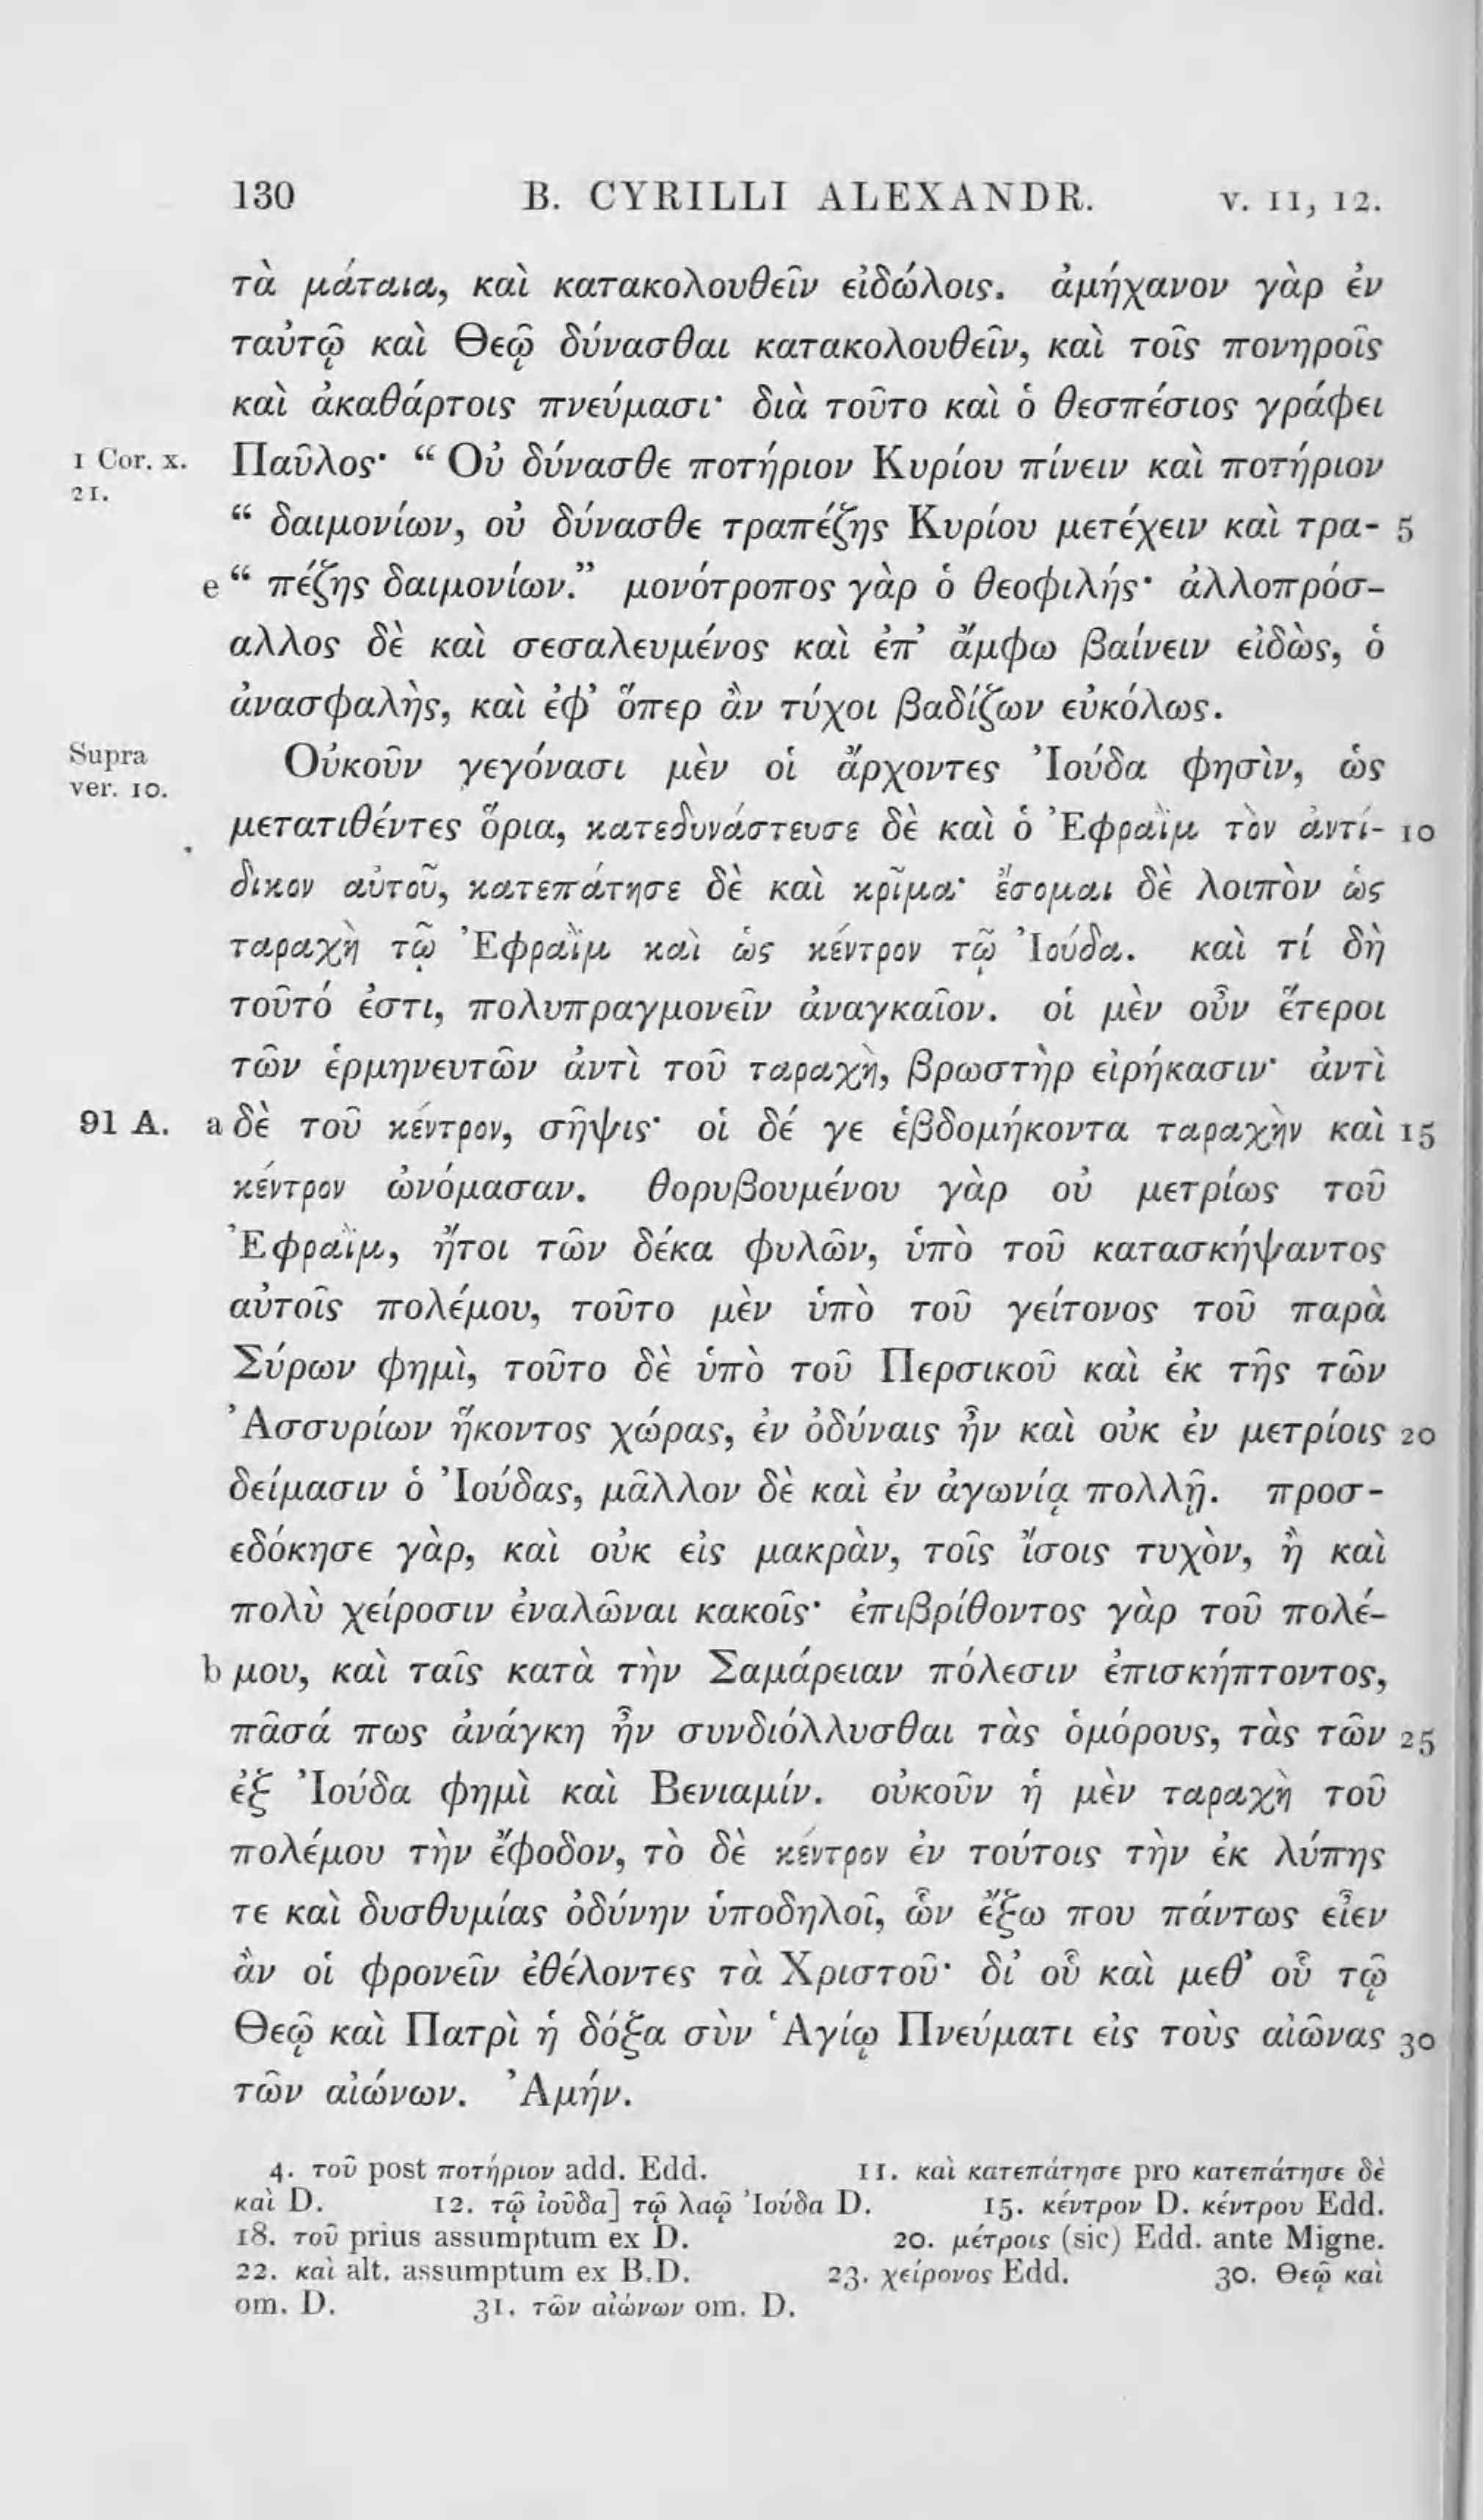 130 B. CYRILLI ALEXANDR. v. 11, 12.
τὰ μάταια, καὶ κατακολουθεῖν εἰδώλοις. ἀμήχανον γὰρ ἐν
ταὐτῷ καὶ Θεῷ δύνασθαι κατακολουθεῖν, καὶ τοῖς πονηροῖς
καὶ ἀκαθάρτοις πνεύμασι· διὰ τοῦτο καὶ ὁ θεσπέσιος γράφει
1 Cor. x. Παῦλος· “ Οὐ δύνασθε ποτήριον Κυρίου πίνειν καὶ ποτήριον
21.
“ δαιμονίων, οὐ δύνασθε τραπέζης Κυρίου μετέχειν καὶ τρα- 5
e “ πέζης δαιμονίων.” μονότροπος γὰρ ὁ θεοφιλής· ἀλλοπρόσ-
αλλος δὲ καὶ σεσαλευμένος καὶ ἐπ’ ἄμφω βαίνειν εἰδὼς, ὁ
ἀνασφαλὴς, καὶ ἐφ’ ὅπερ ἂν τύχοι βαδίζων εὐκόλως.
Supra Οὐκοῦν γεγόνασι μὲν οἱ ἄρχοντες Ἰούδα φησὶν, ὡς
ver. 10.
μετατιθέντες ὅρια, κατεδυνάστευσε δὲ καὶ ὁ Ἐφραῒμ τὸν ἀντί- 10
δικον αὐτοῦ, κατεπάτησε δὲ καὶ κρῖμα· ἔσομαι δὲ λοιπὸν ὡς
ταραχὴ τῷ Ἐφραῒμ καὶ ὡς κέντρον τῷ Ἰούδα. καὶ τί δὴ
τοῦτό ἐστι, πολυπραγμονεῖν ἀναγκαῖον. οἱ μὲν οὖν ἕτεροι
τῶν ἑρμηνευτῶν ἀντὶ τοῦ ταραχὴ, βρωστὴρ εἰρήκασιν· ἀντὶ
91 A. a δὲ τοῦ κέντρον, σῆψις· οἱ δέ γε ἑβδομήκοντα ταραχὴν καὶ 15
κέντρον ὠνόμασαν. θορυβουμένου γὰρ οὐ μετρίως τοῦ
Ἐφραῒμ, ἤτοι τῶν δέκα φυλῶν, ὑπὸ τοῦ κατασκήψαντος
αὐτοῖς πολέμου, τοῦτο μὲν ὑπὸ τοῦ γείτονος τοῦ παρὰ
Σύρων φημὶ, τοῦτο δὲ ὑπὸ τοῦ Περσικοῦ καὶ ἐκ τῆς τῶν
Ἀσσυρίων ἥκοντος χώρας, ἐν ὀδύναις ἦν καὶ οὐκ ἐν μετρίοις 20
δείμασιν ὁ Ἰούδας, μᾶλλον δὲ καὶ ἐν ἀγωνίᾳ πολλῇ. προσ-
εδόκησε γὰρ, καὶ οὐκ εἰς μακρὰν, τοῖς ἴσοις τυχὸν, ἢ καὶ
πολὺ χείροσιν ἐναλῶναι κακοῖς· ἐπιβρίθοντος γὰρ τοῦ πολέ-
b μου, καὶ ταῖς κατὰ τὴν Σαμάρειαν πόλεσιν ἐπισκήπτοντος,
πᾶσά πως ἀνάγκη ἦν συνδιόλλυσθαι τὰς ὁμόρους, τὰς τῶν 25
ἐξ Ἰούδα φημὶ καὶ Βενιαμίν. οὐκοῦν ἡ μὲν ταραχὴ τοῦ
πολέμου τὴν ἔφοδον, τὸ δὲ κέντρον ἐν τούτοις τὴν ἐκ λύπης
τε καὶ δυσθυμίας ὀδύνην ὑποδηλοῖ, ὧν ἔξω που πάντως εἶεν
ἂν οἱ φρονεῖν ἐθέλοντες τὰ Χριστοῦ· δι’ οὗ καὶ μεθ’ οὗ τῷ
Θεῷ καὶ Πατρὶ ἡ δόξα σὺν Ἁγίῳ Πνεύματι εἰς τοὺς αἰῶνας 30
τῶν αἰώνων. Ἀμήν.
4. τοῦ post ποτήριον add. Edd. 11. καὶ κατεπάτησε pro κατεπάτησε δὲ
καὶ D. 12. τῷ ἰοῦδα] τῷ λαῷ Ἰούδα D. 15. κέντρον D. κέντρου Edd.
18. τοῦ prius assumptum ex D. 20. μέτροις (sic) Edd. ante Migne.
22. καὶ alt. assumptum ex B.D. 23. χείρονος Edd. 30. Θεῷ καὶ
om. D. 31. τῶν αἰώνων om. D.